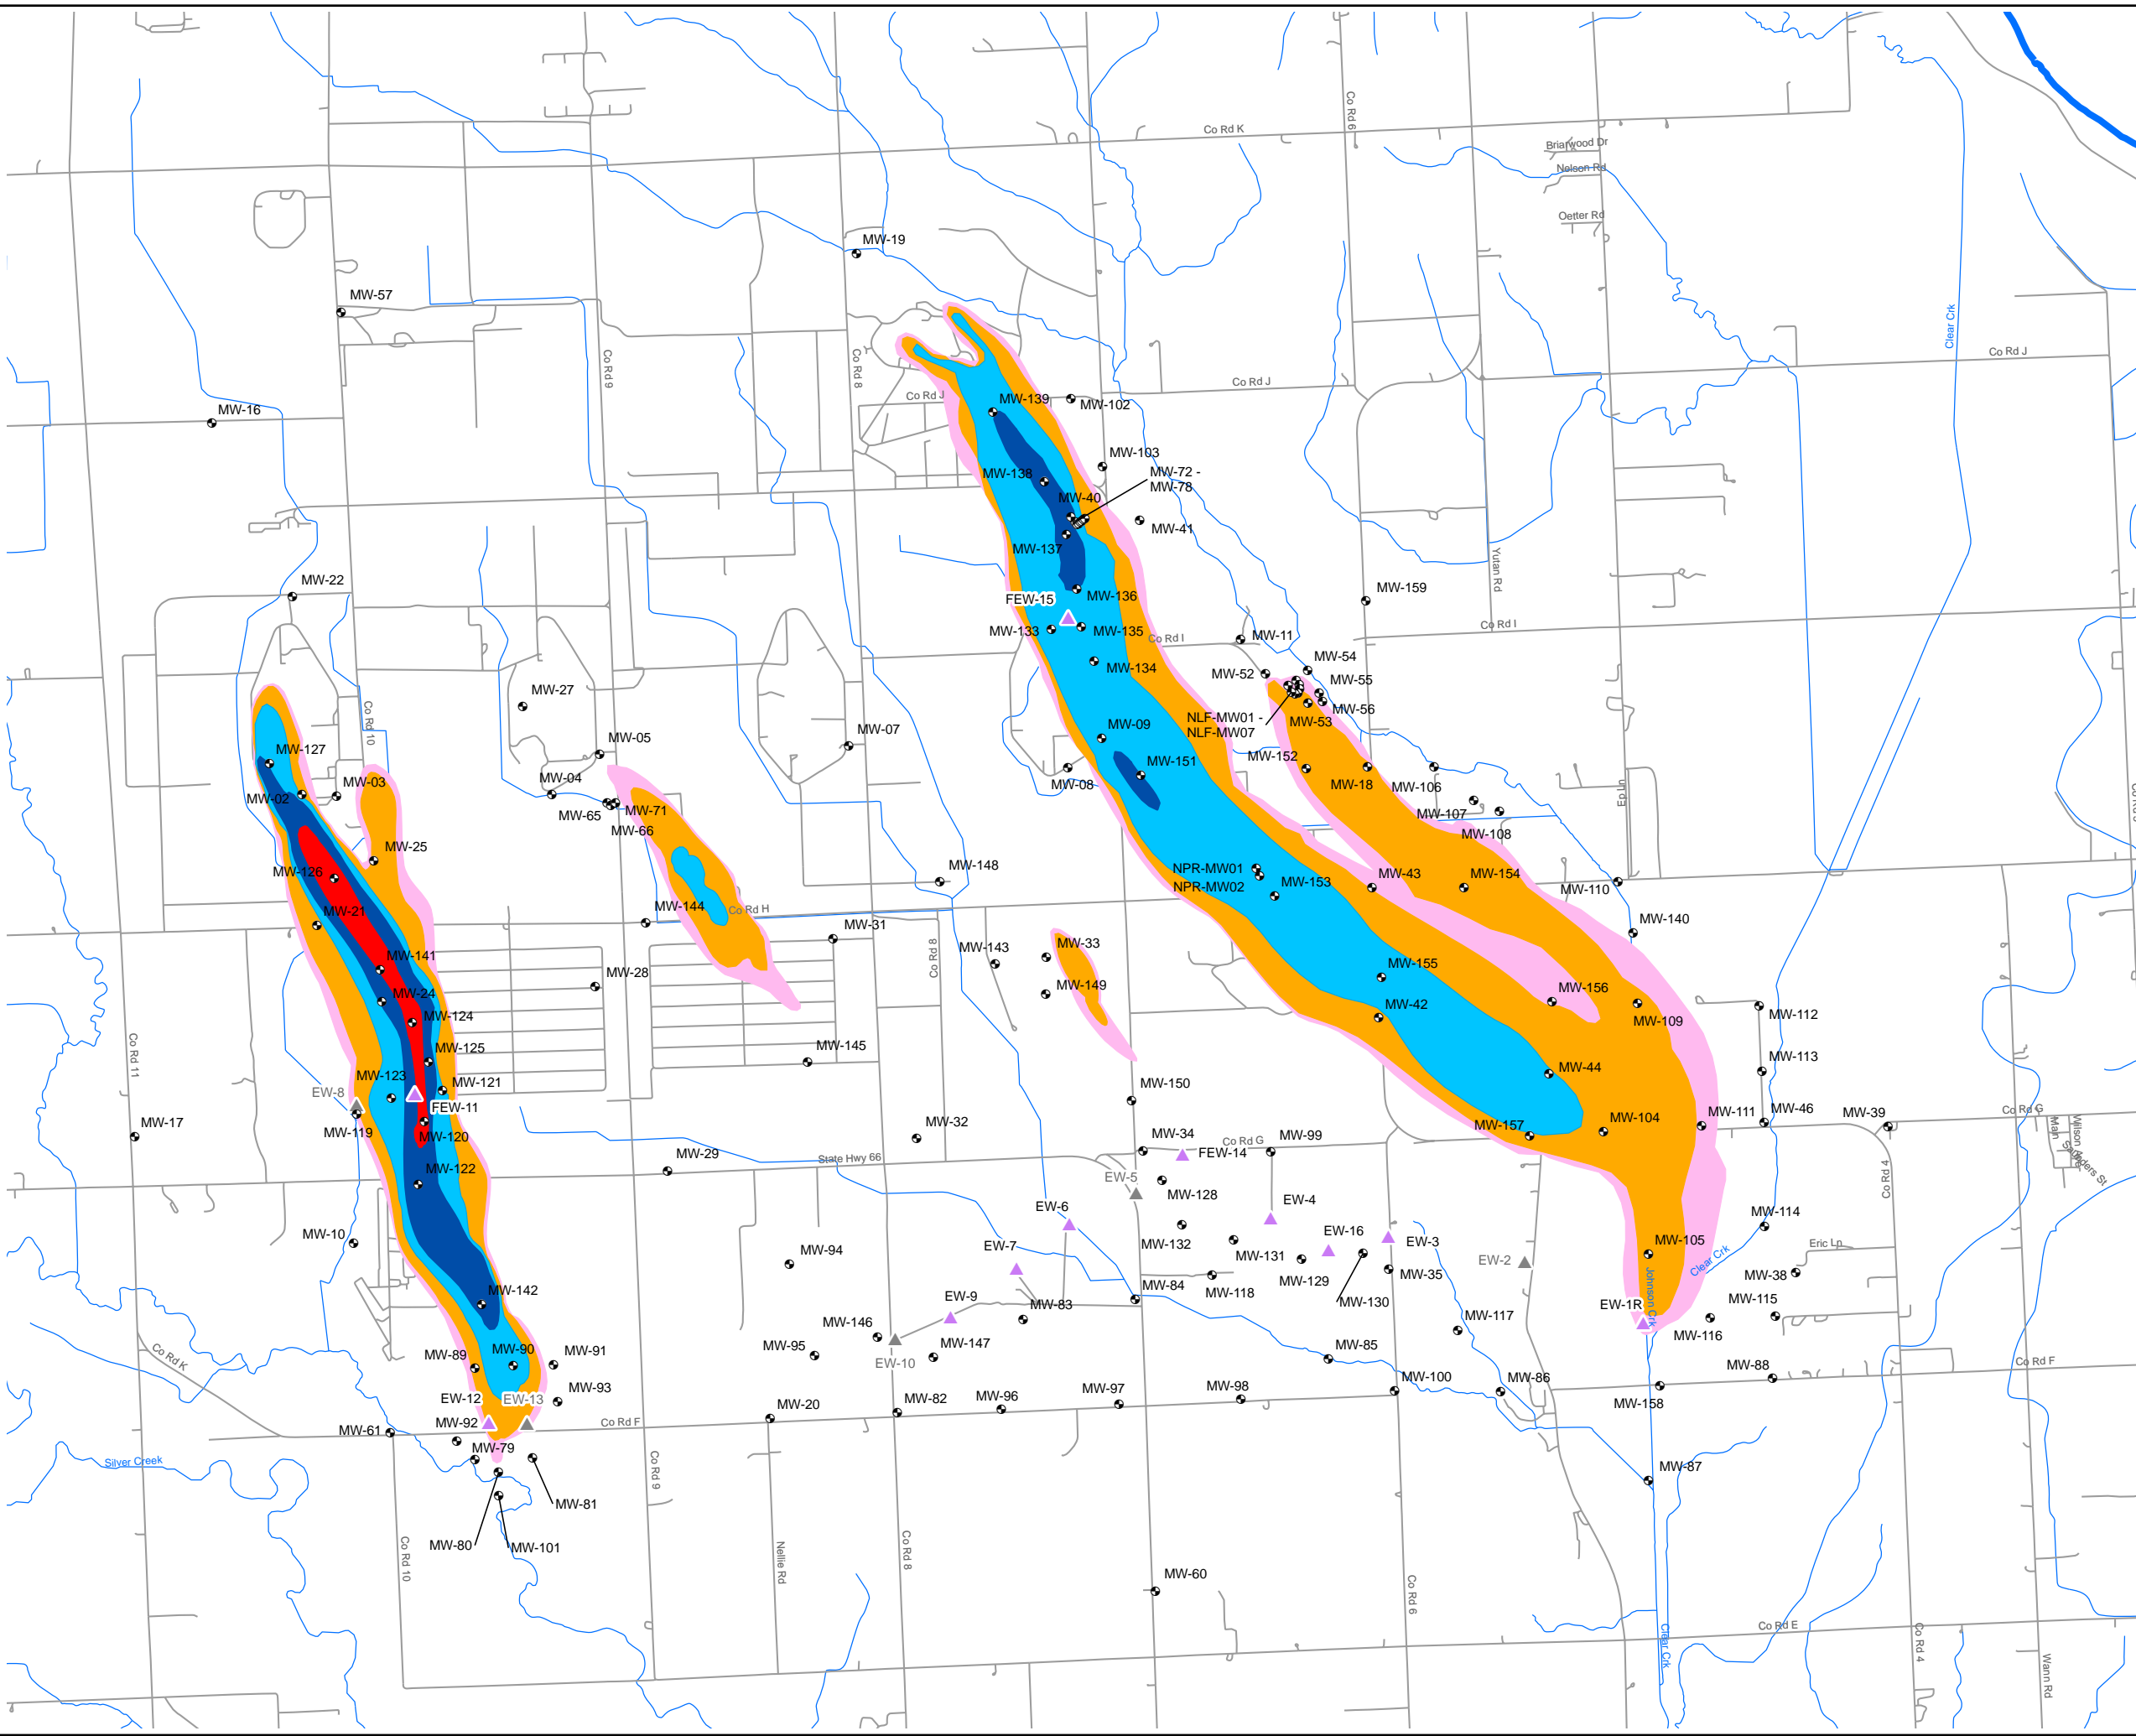 Co Rd 6
Co Rd K
Briarwood Dr
Nelson Rd
Oetter Rd
MW-19
MW-57
Clear Crk
Co Rd 9
Co Rd 8
Co Rd J
Co Rd J
Co Rd J
MW-139
MW-102
MW-16
MW-103
MW-138
MW-72 -
MW-78
MW-40
MW-41
MW-137
Yutan Rd
MW-22
MW-159
MW-136
FEW-15
MW-133
MW-135
Co Rd I
MW-11
Co Rd I
MW-134
MW-52
MW-54
MW-55
MW-56
MW-27
Co Rd 10
NLF-MW01 -
NLF-MW07
MW-53
MW-09
MW-05
MW-07
MW-127
MW-152
MW-151
MW-04
MW-03
MW-02
MW-08
MW-18
MW-106
Ep Ln
MW-65
MW-71
MW-66
MW-107
MW-108
MW-25
MW-126
MW-148
NPR-MW01
NPR-MW02
MW-153
MW-43
MW-154
MW-110
MW-21
MW-144
Co Rd H
MW-31
MW-140
MW-141
MW-28
Co Rd 8
MW-143
MW-33
MW-155
MW-24
MW-149
MW-156
MW-42
MW-109
MW-112
MW-124
Co Rd 11
MW-125
MW-145
MW-44
MW-113
MW-123
MW-121
EW-8
FEW-11
MW-150
MW-17
MW-119
MW-120
MW-32
MW-34
Co Rd G
MW-99
MW-157
MW-104
MW-111
MW-46
MW-39
Co Rd G
Main
Wilson St
Saunders St
FEW-14
State Hwy 66
MW-29
MW-122
EW-5
MW-128
Co Rd 4
EW-6
EW-4
MW-10
MW-94
EW-7
MW-132
MW-131
EW-16
EW-3
EW-2
MW-105
MW-114
Eric Ln
Clear Crk
MW-129
MW-35
MW-38
MW-84
MW-118
MW-130
Johnson Crk
MW-142
EW-9
MW-83
EW-1R
MW-115
MW-116
MW-117
MW-146
MW-95
EW-10
MW-147
MW-85
Co Rd K
MW-89
MW-90
MW-91
MW-88
Co Rd F
MW-93
EW-12
EW-13
MW-100
MW-86
MW-158
MW-92
MW-61
Co Rd F
MW-20
MW-82
MW-96
MW-97
MW-98
MW-79
Silver Creek
Co Rd 9
MW-87
MW-81
MW-80
MW-101
Co Rd 10
Nellie Rd
Co Rd 8
MW-60
Co Rd 6
Co Rd E
Clear Crk
Co Rd 4
Wann Rd